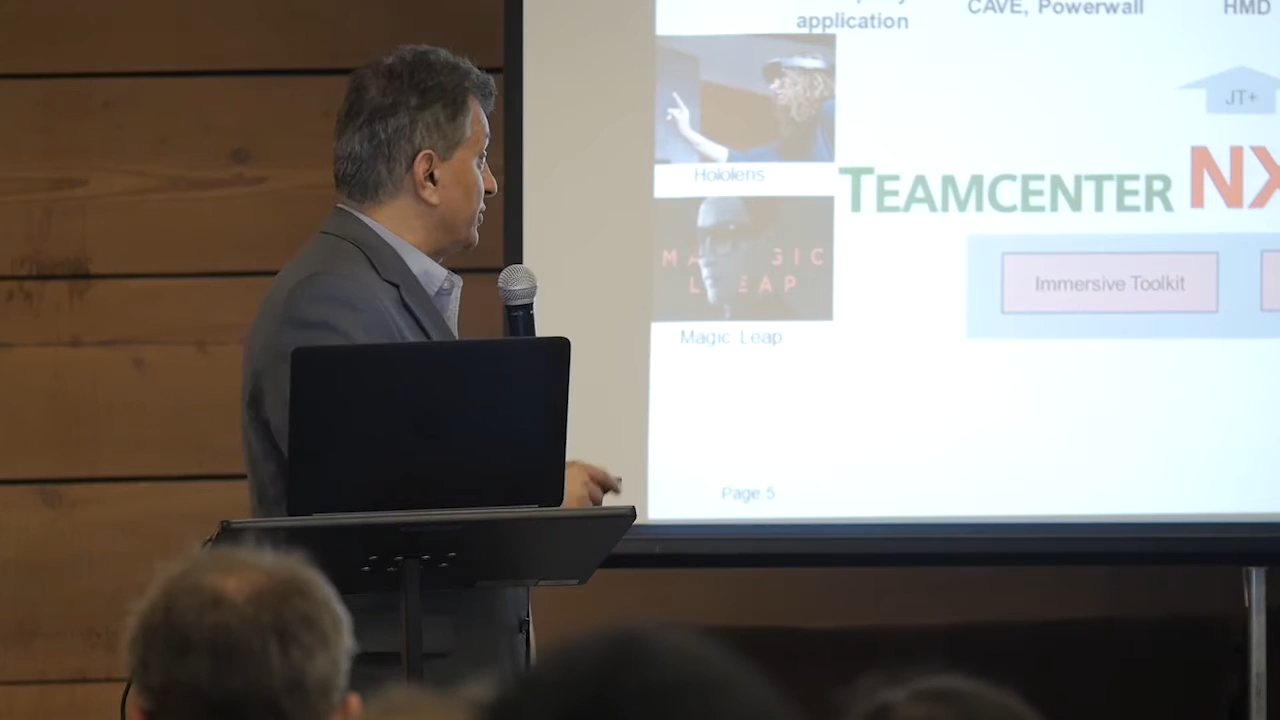 application
CAVE, Powerwall
HMD
JT+
Hololens
TEAMCENTER NX
MAGIC
LEAP
Immersive Toolkit
Magic Leap
Page 5